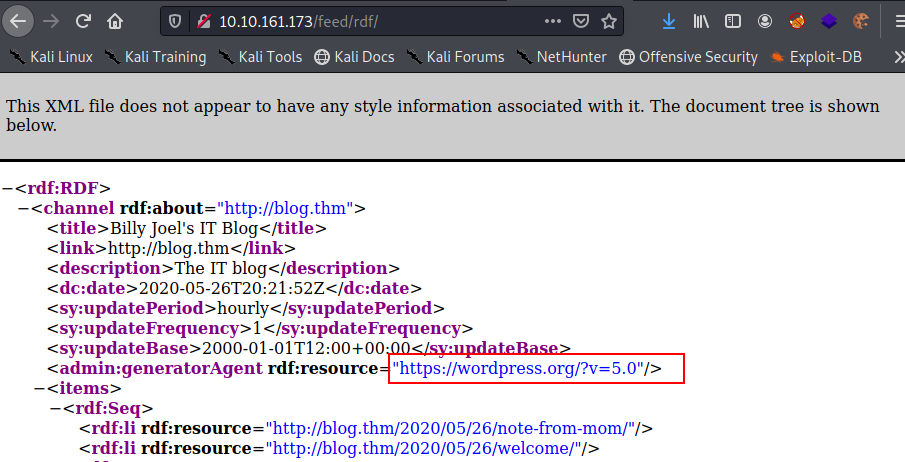 10.10.161.173/feed/rdf/
Kali Linux Kali Training Kali Tools Kali Docs Kali Forums NetHunter Offensive Security Exploit-DB
This XML file does not appear to have any style information associated with it. The document tree is shown
below.
−<rdf:RDF>
−<channel rdf:about="http://blog.thm">
<title>Billy Joel's IT Blog</title>
<link>http://blog.thm</link>
<description>The IT blog</description>
<dc:date>2020-05-26T20:21:52Z</dc:date>
<sy:updatePeriod>hourly</sy:updatePeriod>
<sy:updateFrequency>1</sy:updateFrequency>
<sy:updateBase>2000-01-01T12:00+00:00</sy:updateBase>
<admin:generatorAgent rdf:resource="https://wordpress.org/?v=5.0"/>
−<items>
−<rdf:Seq>
<rdf:li rdf:resource="http://blog.thm/2020/05/26/note-from-mom/"/>
<rdf:li rdf:resource="http://blog.thm/2020/05/26/welcome/"/>